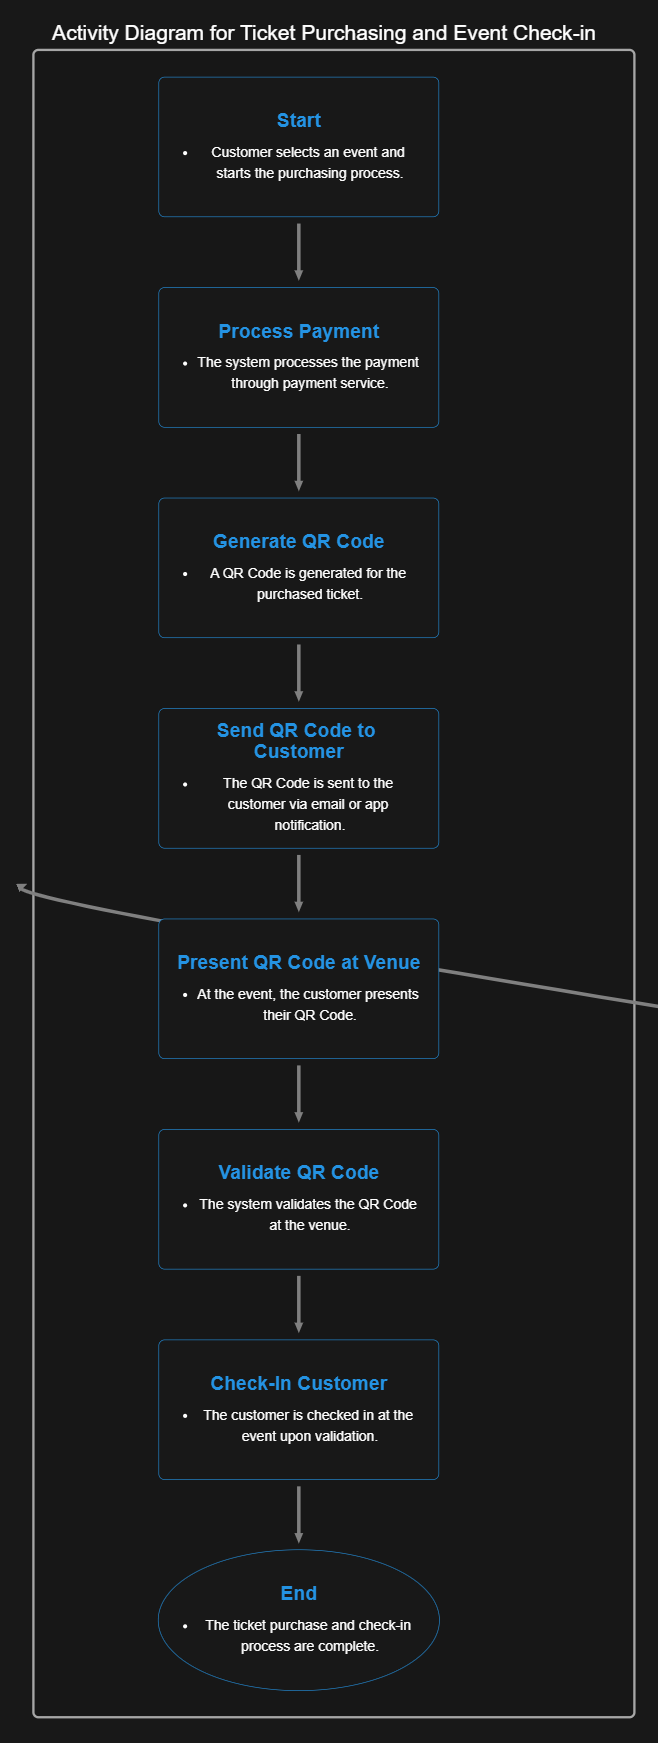 Activity Diagram for Ticket Purchasing and Event Check-in
Start
• Customer selects an event and
starts the purchasing process.
Process Payment
• The system processes the payment
through payment service.
Generate QR Code
• A QR Code is generated for the
purchased ticket.
Send QR Code to
Customer
• The QR Code is sent to the
customer via email or app
notification.
Present QR Code at Venue
• At the event, the customer presents
their QR Code.
Validate QR Code
• The system validates the QR Code
at the venue.
Check-In Customer
• The customer is checked in at the
event upon validation.
End
• The ticket purchase and check-in
process are complete.